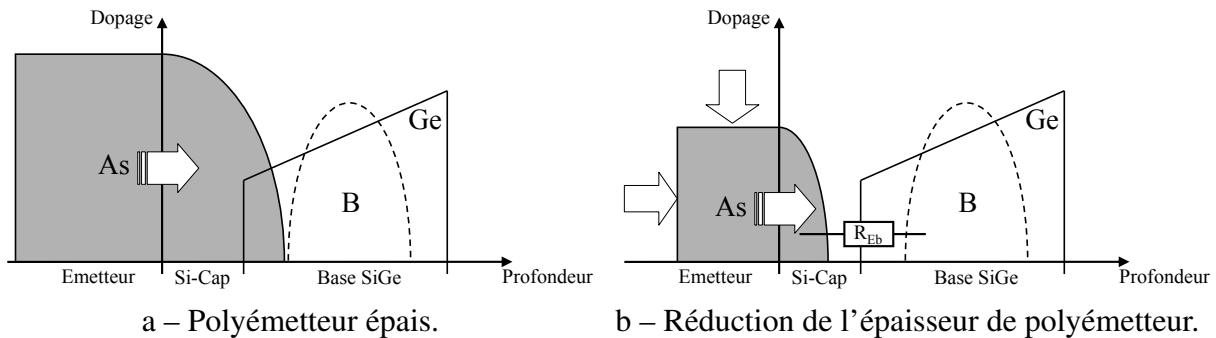 Dopage
Ge
As
B
Emetteur Si-Cap Base SiGe Profondeur
a – Polyémetteur épais.
Dopage
Ge
As
B
R_Eb
Emetteur Si-Cap Base SiGe Profondeur
b – Réduction de l’épaisseur de polyémetteur.